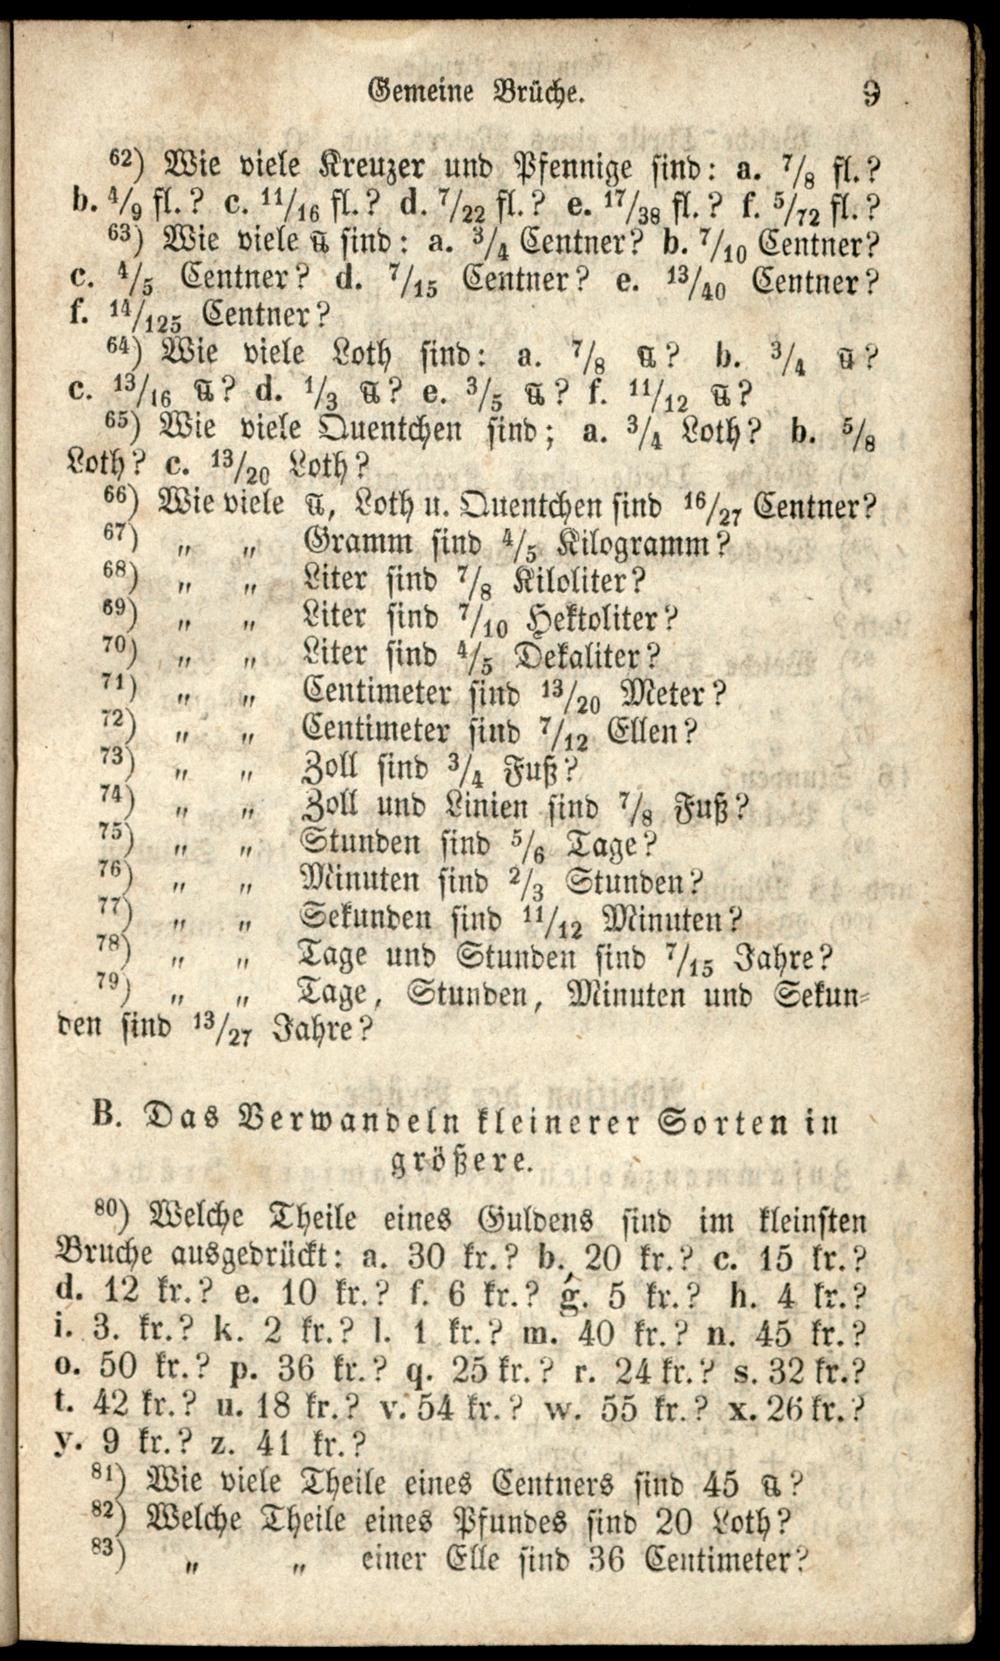 Gemeine Brüche. 9
62) Wie viele Kreuzer und Pfennige sind: a. 7/8 fl.?
b. 4/9 fl.? c. 11/16 fl.? d. 7/22 fl.? e. 17/38 fl.? f. 5/72 fl.?
63) Wie viele ℔ sind: a. 3/4 Centner? b. 7/10 Centner?
c. 4/5 Centner? d. 7/15 Centner? e. 13/40 Centner?
f. 14/125 Centner?
64) Wie viele Loth sind: a. 7/8 ℔? b. 3/4 ℔?
c. 13/16 ℔? d. 1/3 ℔? e. 3/5 ℔? f. 11/12 ℔?
65) Wie viele Quentchen sind; a. 3/4 Loth? b. 5/8
Loth? c. 13/20 Loth?
66) Wie viele ℔, Loth u. Quentchen sind 16/27 Centner?
67) „ „ Gramm sind 4/5 Kilogramm?
68) „ „ Liter sind 7/8 Kiloliter?
69) „ „ Liter sind 7/10 Hektoliter?
70) „ „ Liter sind 4/5 Dekaliter?
71) „ „ Centimeter sind 13/20 Meter?
72) „ „ Centimeter sind 7/12 Ellen?
73) „ „ Zoll sind 3/4 Fuß?
74) „ „ Zoll und Linien sind 7/8 Fuß?
75) „ „ Stunden sind 5/6 Tage?
76) „ „ Minuten sind 2/3 Stunden?
77) „ „ Sekunden sind 11/12 Minuten?
78) „ „ Tage und Stunden sind 7/15 Jahre?
79) „ „ Tage, Stunden, Minuten und Sekun-
den sind 13/27 Jahre?
B. Das Verwandeln kleinerer Sorten in
größere.
80) Welche Theile eines Guldens sind im kleinsten
Bruche ausgedrückt: a. 30 kr.? b. 20 kr.? c. 15 kr.?
d. 12 kr.? e. 10 kr.? f. 6 kr.? g. 5 kr.? h. 4 kr.?
i. 3. kr.? k. 2 kr.? l. 1 kr.? m. 40 kr.? n. 45 kr.?
o. 50 kr.? p. 36 kr.? q. 25 kr.? r. 24 kr.? s. 32 kr.?
t. 42 kr.? u. 18 kr.? v. 54 kr.? w. 55 kr.? x. 26 kr.?
y. 9 kr.? z. 41 kr.?
81) Wie viele Theile eines Centners sind 45 ℔?
82) Welche Theile eines Pfundes sind 20 Loth?
83) „ „ einer Elle sind 36 Centimeter?